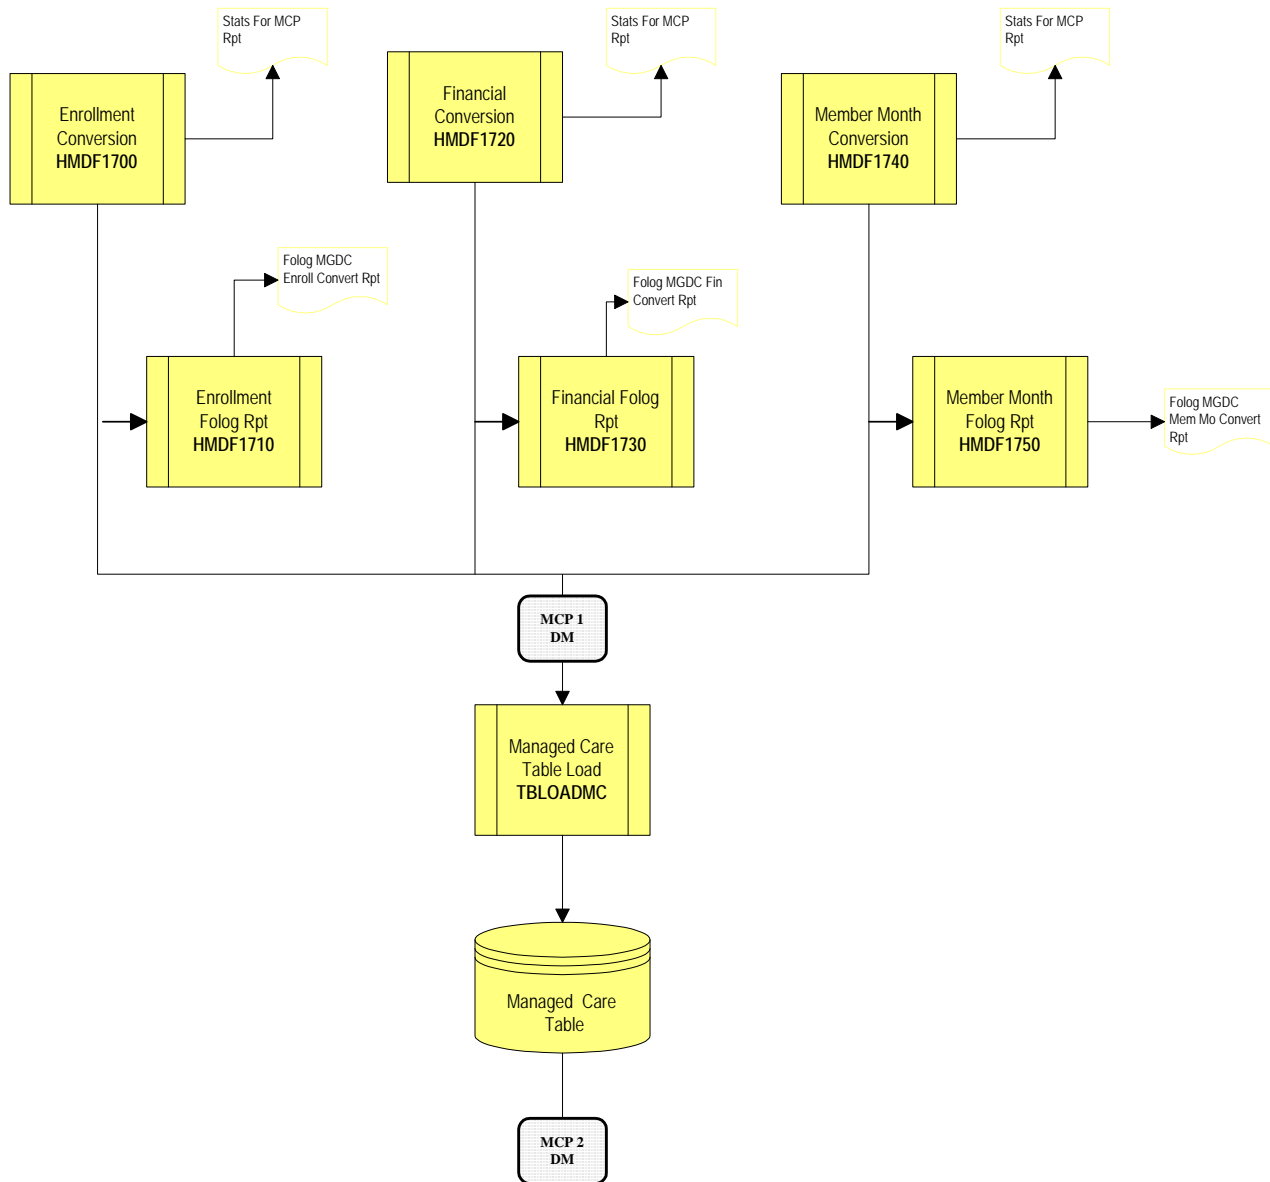 Stats For MCP
Rpt
Stats For MCP
Rpt
Stats For MCP
Rpt
Enrollment
Conversion
HMDF1700
Financial
Conversion
HMDF1720
Member Month
Conversion
HMDF1740
Folog MGDC
Enroll Convert Rpt
Folog MGDC Fin
Convert Rpt
Enrollment
Folog Rpt
HMDF1710
Financial Folog
Rpt
HMDF1730
Member Month
Folog Rpt
HMDF1750
Folog MGDC
Mem Mo Convert
Rpt
MCP 1
DM
Managed Care
Table Load
TBLOADMC
Managed Care
Table
MCP 2
DM